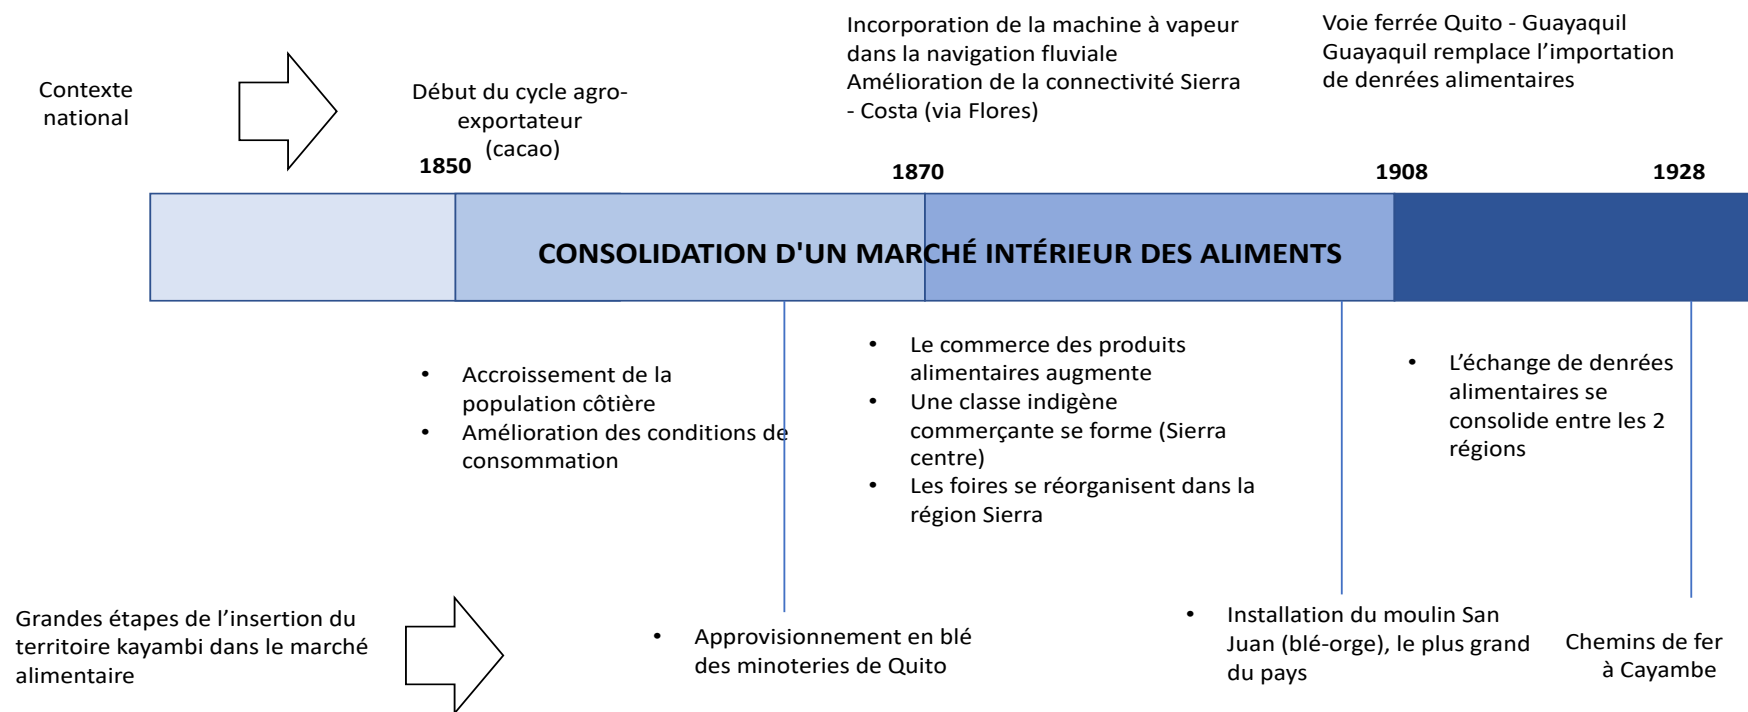 Contexte
national
Début du cycle agro-
exportateur
(cacao)
Incorporation de la machine à vapeur
dans la navigation fluviale
Amélioration de la connectivité Sierra
- Costa (via Flores)
Voie ferrée Quito - Guayaquil
Guayaquil remplace l’importation
de denrées alimentaires
1850
1870
1908
1928
CONSOLIDATION D'UN MARCHÉ INTÉRIEUR DES ALIMENTS
• Accroissement de la
population côtière
• Amélioration des conditions de
consommation
• Le commerce des produits
alimentaires augmente
• Une classe indigène
commerçante se forme (Sierra
centre)
• Les foires se réorganisent dans la
région Sierra
• L’échange de denrées
alimentaires se
consolide entre les 2
régions
Grandes étapes de l’insertion du
territoire kayambi dans le marché
alimentaire
• Approvisionnement en blé
des minoteries de Quito
• Installation du moulin San
Juan (blé-orge), le plus grand
du pays
Chemins de fer
à Cayambe